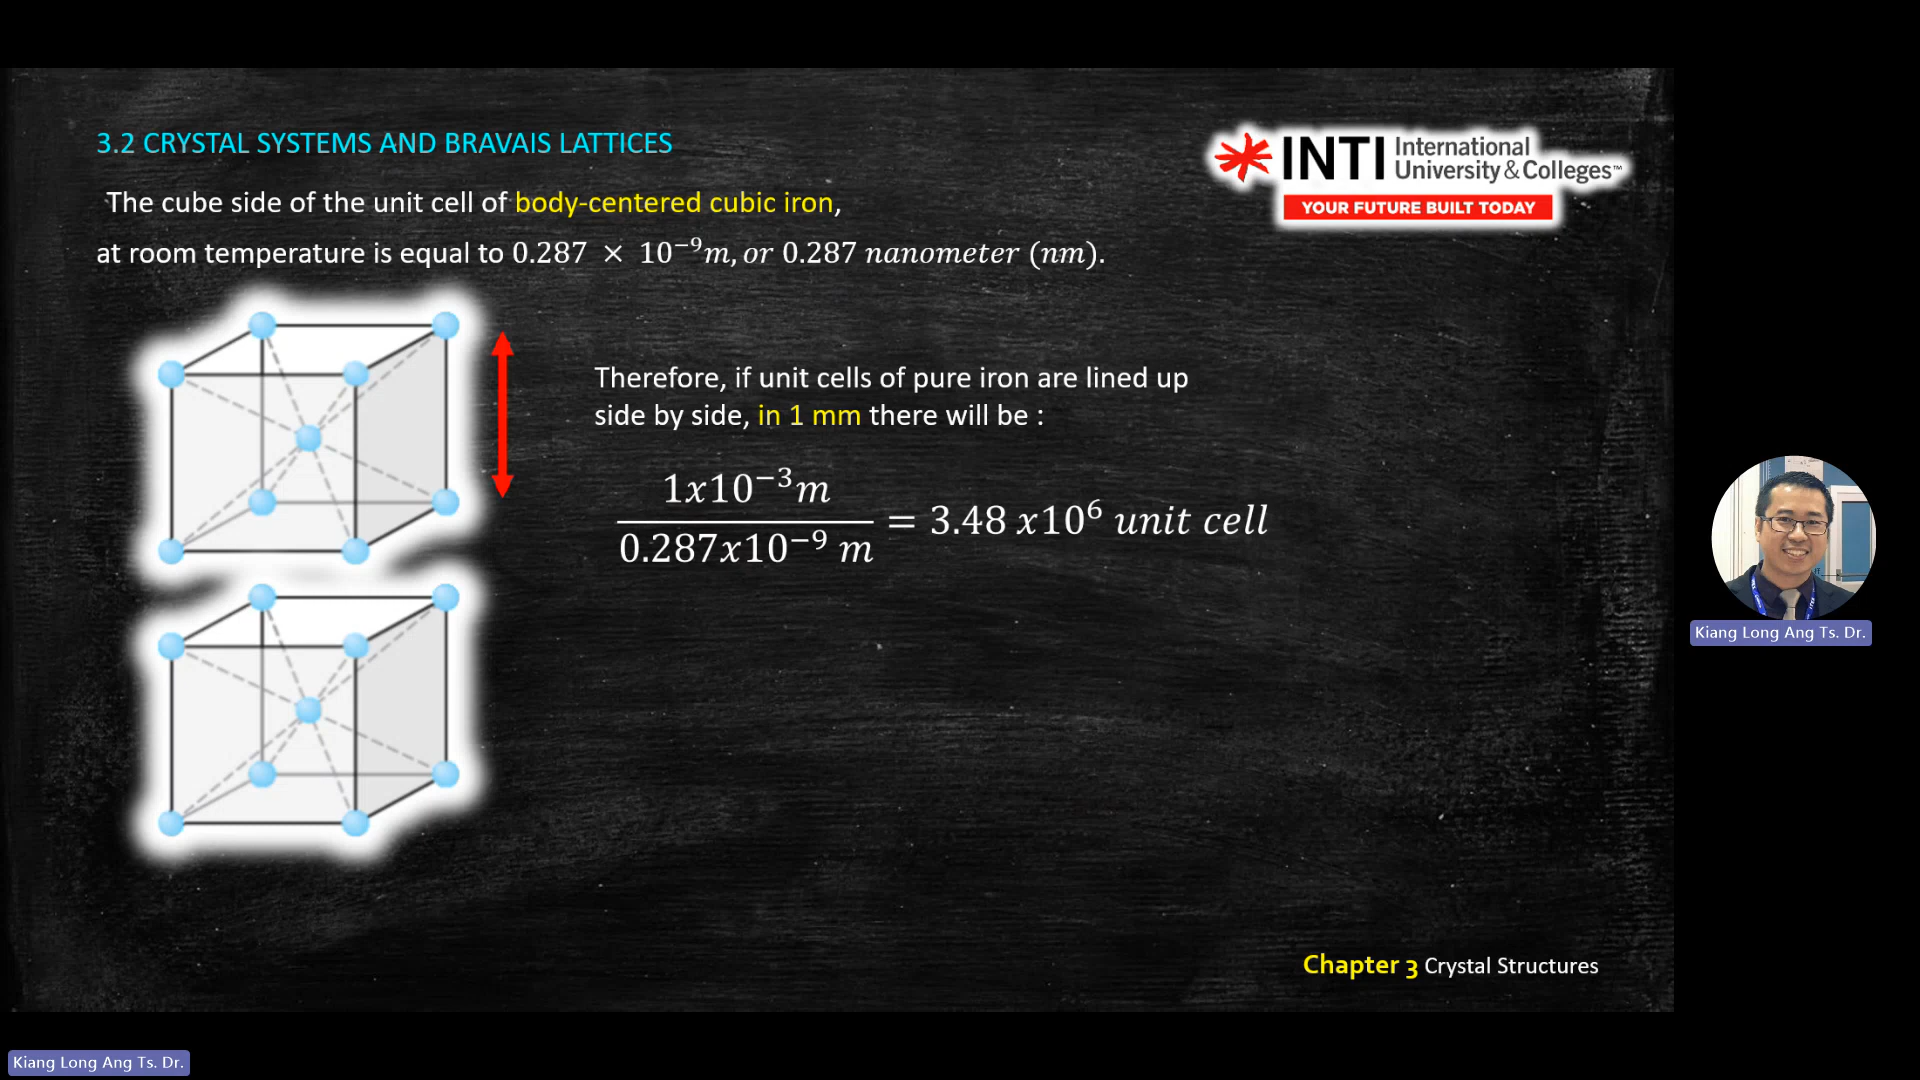 3.2 CRYSTAL SYSTEMS AND BRAVAIS LATTICES
INTI International
University & Colleges™
YOUR FUTURE BUILT TODAY
The cube side of the unit cell of body-centered cubic iron,
at room temperature is equal to 0.287 × 10⁻⁹m, or 0.287 nanometer (nm).
Therefore, if unit cells of pure iron are lined up
side by side, in 1 mm there will be :
1x10⁻³m
0.287x10⁻⁹ m
= 3.48 x10⁶ unit cell
Kiang Long Ang Ts. Dr.
Chapter 3 Crystal Structures
Kiang Long Ang Ts. Dr.